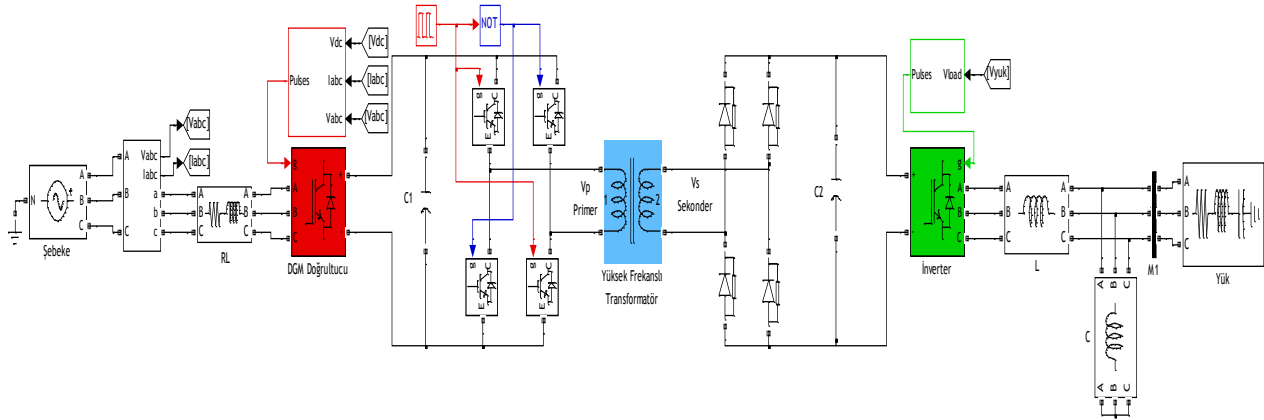 NOT
Vdc
[Vdc]
Pulses
Iabc
[Iabc]
Vabc
[Vabc]
Pulses
Vload
[Vyuk]
[Vabc]
[Iabc]
g
C
E
g
C
E
N
Şebeke
A
B
C
A
B
C
Vabc
Iabc
a
b
c
A
B
C
A
B
C
RL
g
A
B
C
+
-
DGM Doğrultucu
C1
Vp
Primer
1
2
Vs
Sekonder
Yüksek Frekanslı
Transformatör
g
C
E
g
C
E
C2
g
+
-
A
B
C
İnverter
A
B
C
A
B
C
L
M1
A
B
C
Yük
A
B
C
C
A
B
C